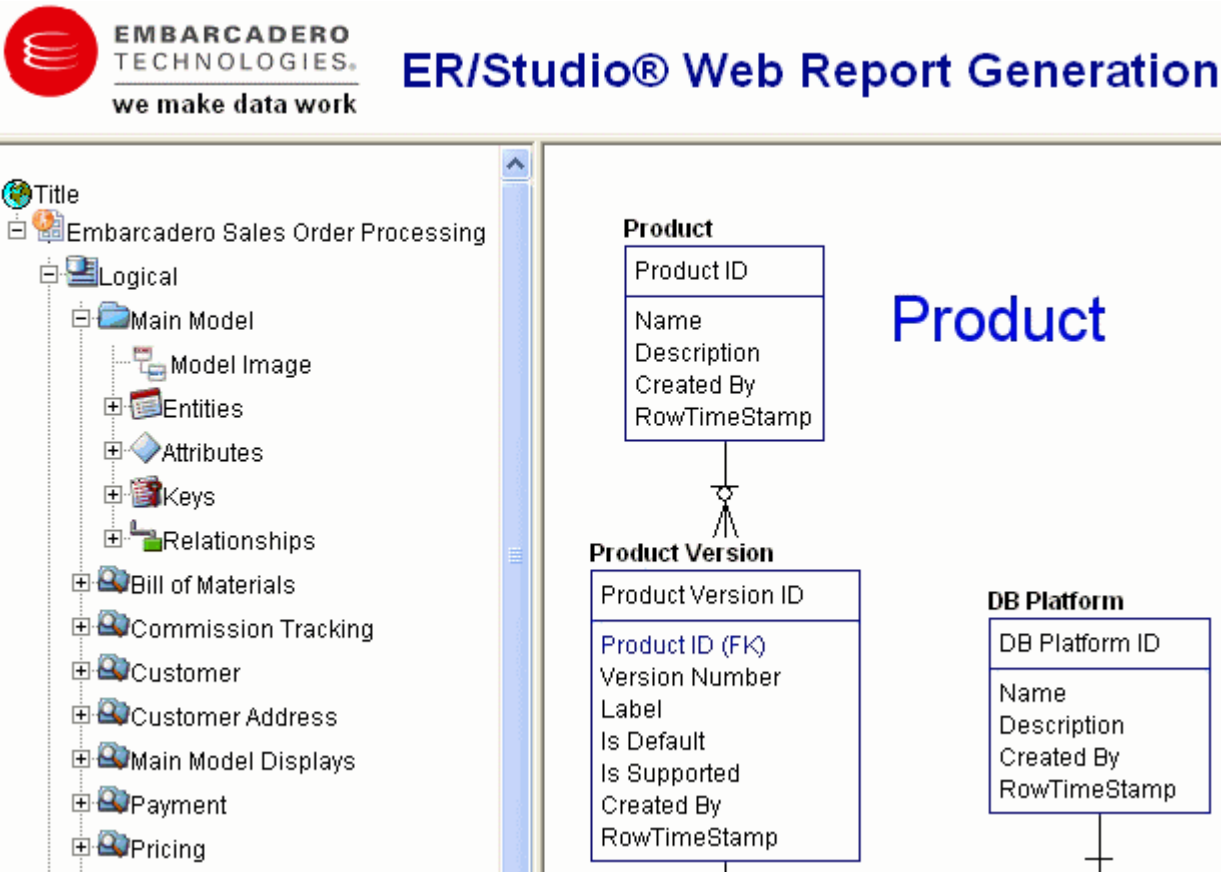 EMBARCADERO
TECHNOLOGIES.
we make data work
ER/Studio® Web Report Generation
Title
Embarcadero Sales Order Processing
Logical
Main Model
Model Image
Entities
Attributes
Keys
Relationships
Bill of Materials
Commission Tracking
Customer
Customer Address
Main Model Displays
Payment
Pricing
Product
Product ID
Name
Description
Created By
RowTimeStamp
Product
Product Version
Product Version ID
Product ID (FK)
Version Number
Label
Is Default
Is Supported
Created By
RowTimeStamp
DB Platform
DB Platform ID
Name
Description
Created By
RowTimeStamp